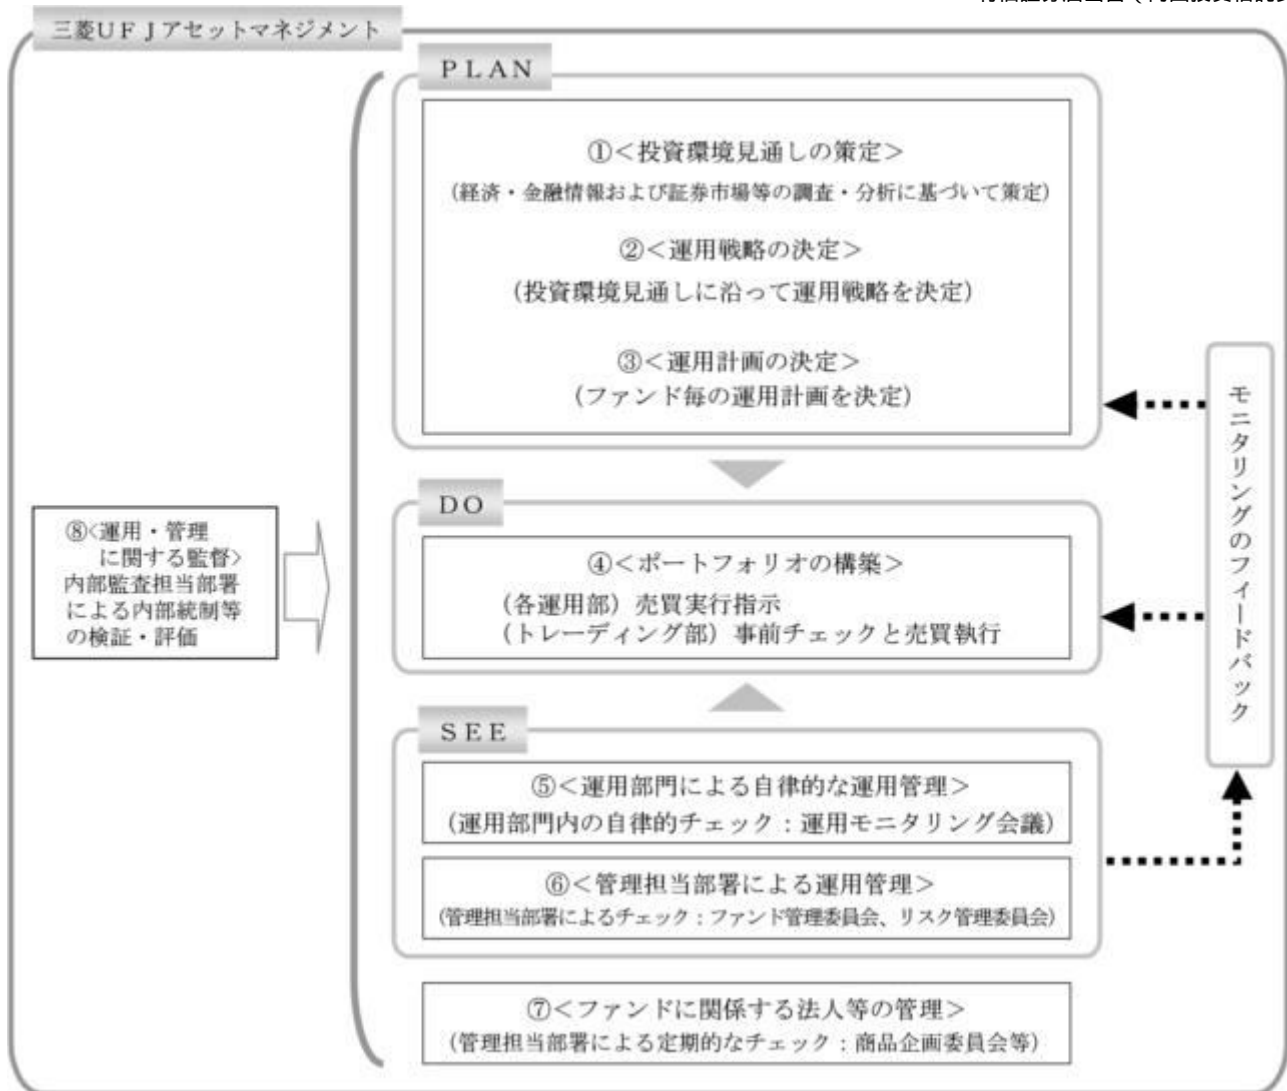 三菱ＵＦＪアセットマネジメント
ＰＬＡＮ
①＜投資環境見通しの策定＞
（経済・金融情報および証券市場等の調査・分析に基づいて策定）
②＜運用戦略の決定＞
（投資環境見通しに沿って運用戦略を決定）
③＜運用計画の決定＞
（ファンド毎の運用計画を決定）
ＤＯ
④＜ポートフォリオの構築＞
（各運用部）売買実行指示
（トレーディング部）事前チェックと売買執行
ＳＥＥ
⑤＜運用部門による自律的な運用管理＞
（運用部門内の自律的チェック：運用モニタリング会議）
⑥＜管理担当部署による運用管理＞
（管理担当部署によるチェック：ファンド管理委員会、リスク管理委員会）
⑦＜ファンドに関係する法人等の管理＞
（管理担当部署による定期的なチェック：商品企画委員会等）
⑧<運用・管理
に関する監督>
内部監査担当部署
による内部統制等
の検証・評価
モニタリングのフィードバック